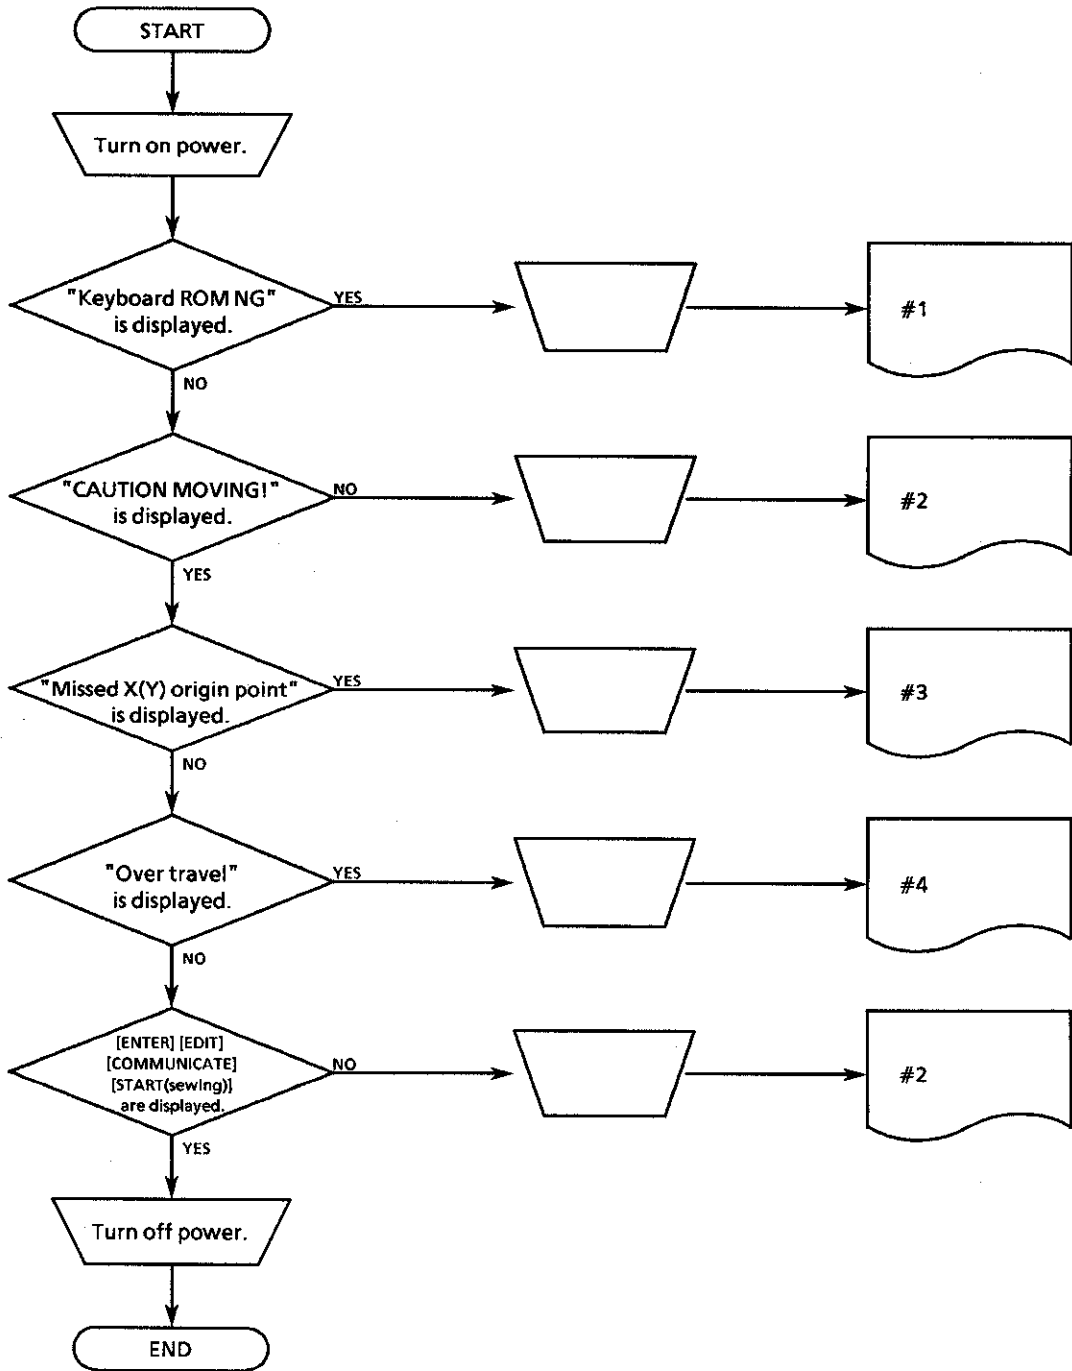 START
Turn on power.
"Keyboard ROM NG"
is displayed.
YES
#1
NO
"CAUTION MOVING!"
is displayed.
NO
#2
YES
"Missed X(Y) origin point"
is displayed.
YES
#3
NO
"Over travel"
is displayed.
YES
#4
NO
[ENTER] [EDIT]
[COMMUNICATE]
[START(sewing)]
are displayed.
NO
#2
YES
Turn off power.
END